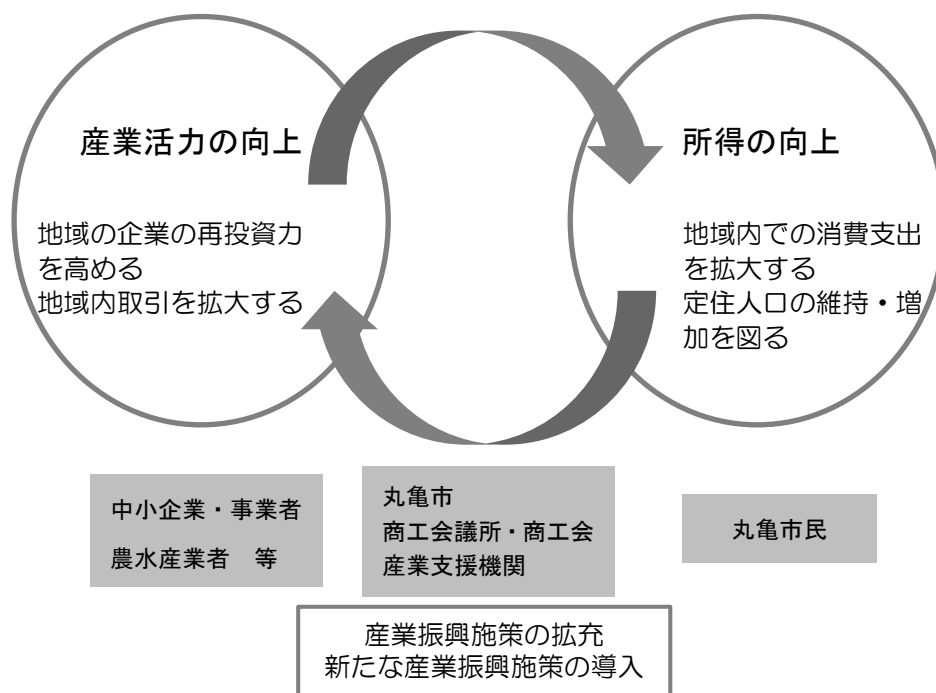 産業活力の向上
地域の企業の再投資力
を高める
地域内取引を拡大する
所得の向上
地域内での消費支出
を拡大する
定住人口の維持・増
加を図る
中小企業・事業者
農水産業者　等
丸亀市
商工会議所・商工会
産業支援機関
丸亀市民
産業振興施策の拡充
新たな産業振興施策の導入